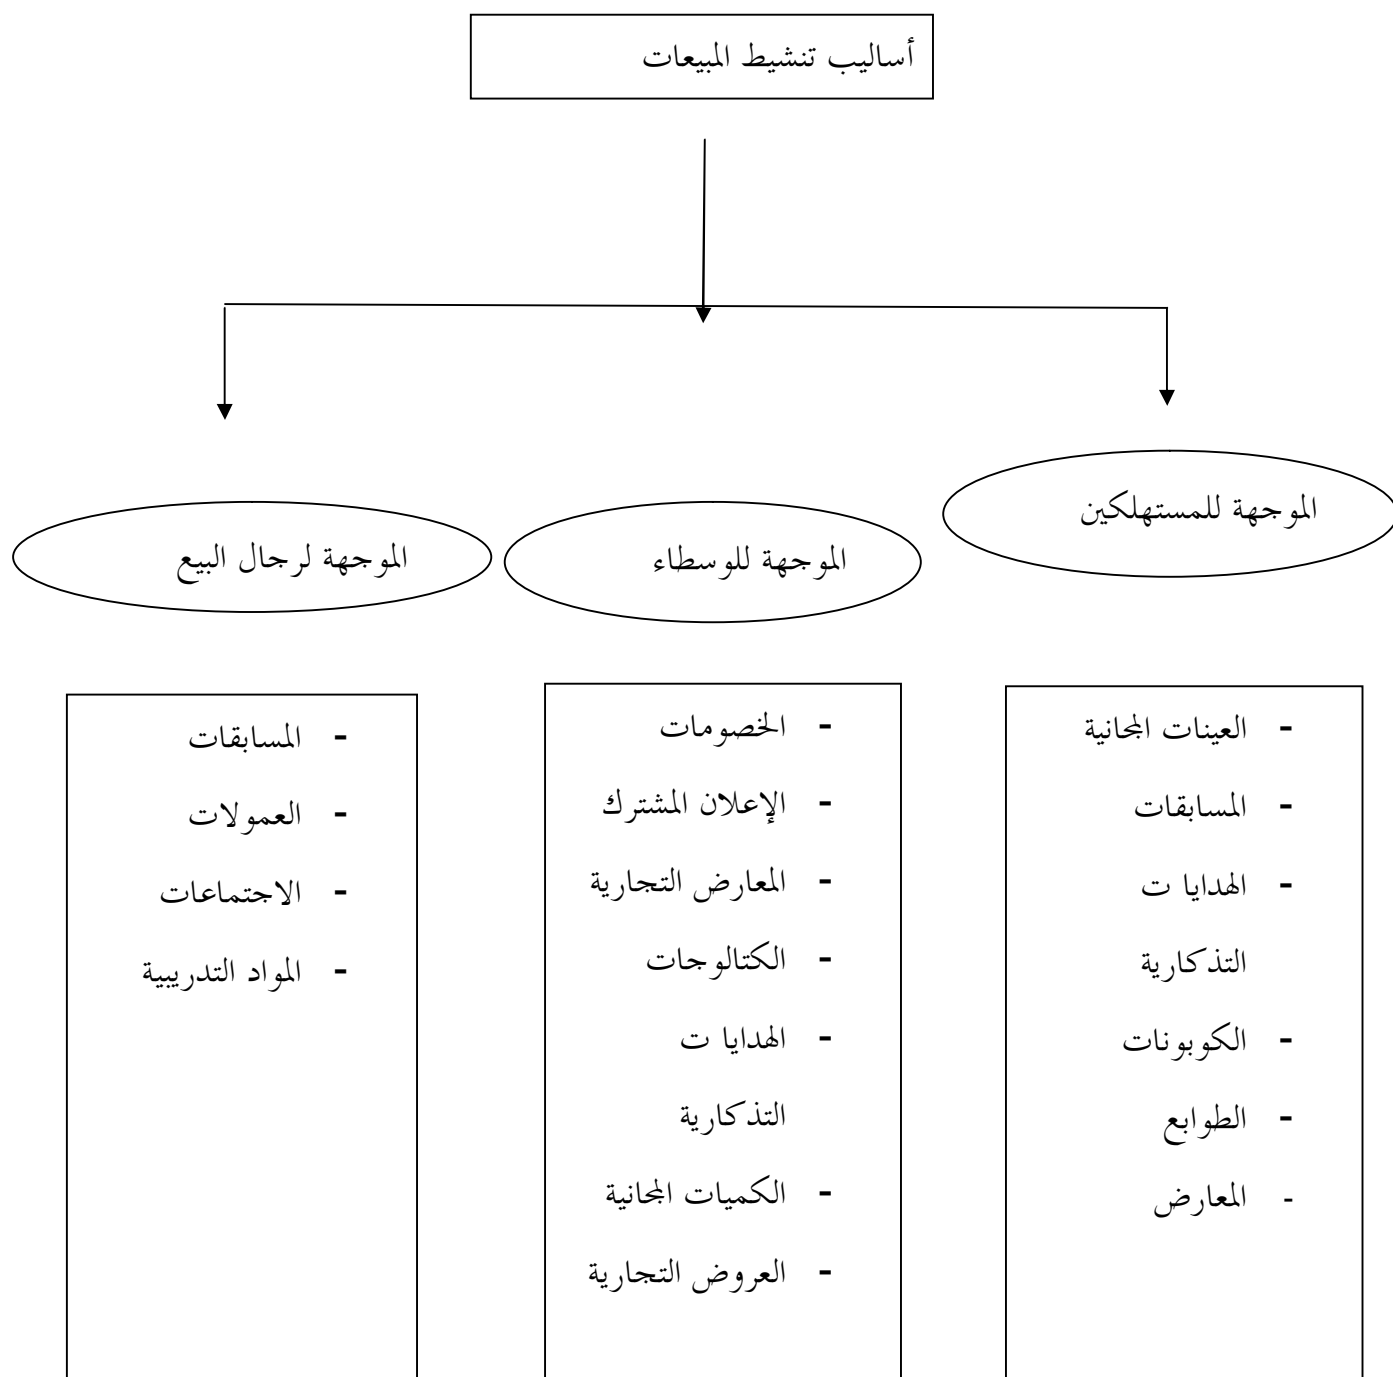 أساليب تنشيط المبيعات
الموجهة للمستهلكين
الموجهة للوسطاء
الموجهة لرجال البيع
- العينات المجانية
- المسابقات
- الهدايا ت
التذكارية
- الكوبونات
- الطوابع
- المعارض
- الخصومات
- الإعلان المشترك
- المعارض التجارية
- الكتالوجات
- الهدايا ت
التذكارية
- الكميات المجانية
- العروض التجارية
- المسابقات
- العمولات
- الاجتماعات
- المواد التدريبية